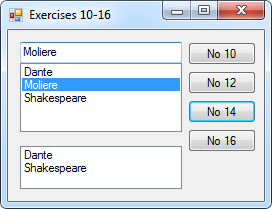 Exercises 10-16
Moliere
No 10
Dante
Moliere
Shakespeare
No 12
No 14
No 16
Dante
Shakespeare